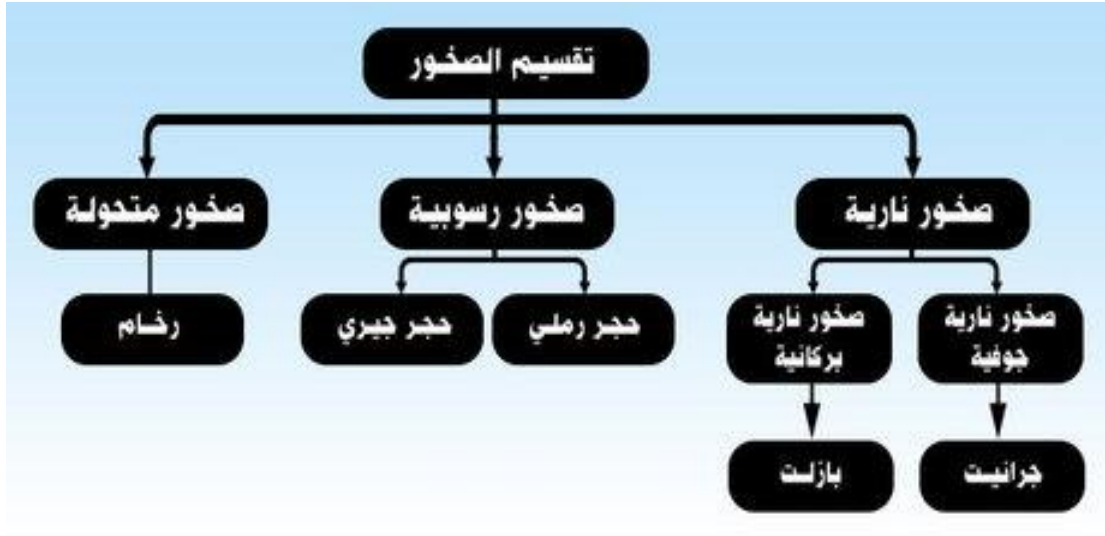 تقسيم الصخور
صخور نارية
صخور رسوبية
صخور متحولة
صخور نارية
جوفية
صخور نارية
بركانية
حجر رملي
حجر جيري
رخام
جرانيت
بازلت